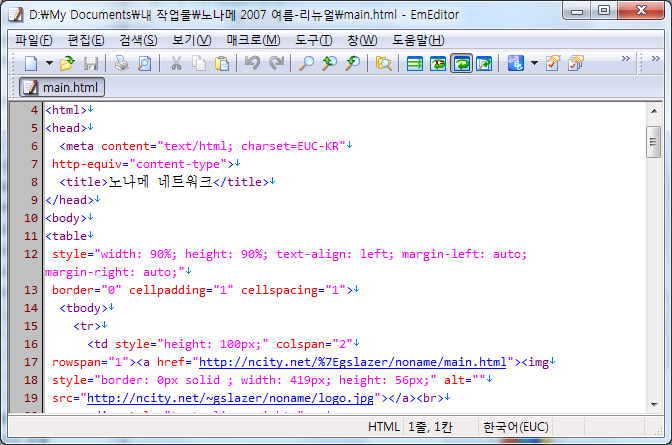 D:\My Documents\내 작업물\노나메 2007 여름-리뉴얼\main.html - EmEditor
파일(F) 편집(E) 검색(S) 보기(V) 매크로(M) 도구(T) 창(W) 도움말(H)
main.html
4 <html>↓
5 <head>↓
6 <meta content="text/html; charset=EUC-KR"↓
7 http-equiv="content-type">↓
8 <title>노나메 네트워크</title>↓
9 </head>↓
10 <body>↓
11 <table↓
12 style="width: 90%; height: 90%; text-align: left; margin-left: auto;
margin-right: auto;"↓
13 border="0" cellpadding="1" cellspacing="1">↓
14 <tbody>↓
15 <tr>↓
16 <td style="height: 100px;" colspan="2"↓
17 rowspan="1"><a href="http://ncity.net/%7Egslazer/noname/main.html"><img↓
18 style="border: 0px solid ; width: 419px; height: 56px;" alt=""↓
19 src="http://ncity.net/~gslazer/noname/logo.jpg"></a><br>↓
HTML 1줄, 1칸 한국어(EUC)